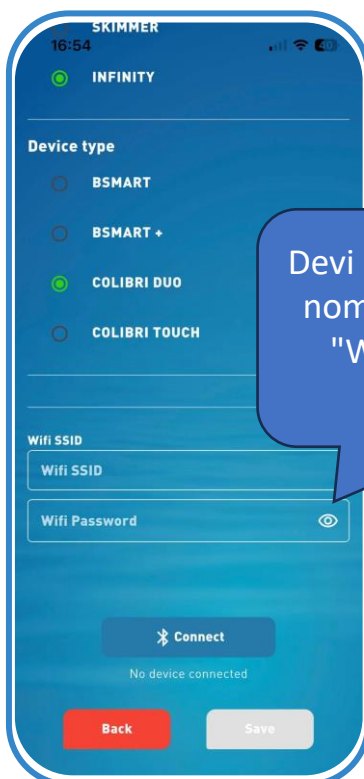 SKIMMER
16:54
INFINITY
Device type
BSMART
BSMART +
COLIBRI DUO
COLIBRI TOUCH
Devi
nom
"W
Wifi SSID
Wifi SSID
Wifi Password
Connect
No device connected
Back
Save